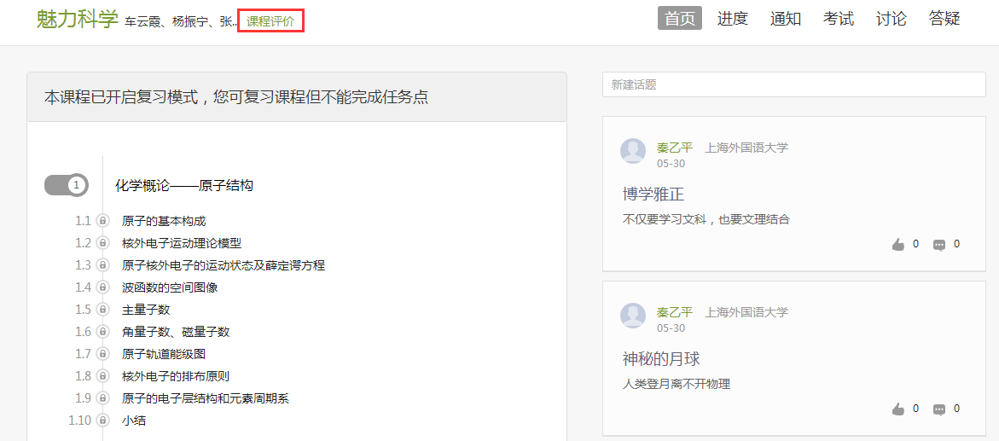 魅力科学 车云霞、杨振宁、张.. 课程评价
首页 进度 通知 考试 讨论 答疑
本课程已开启复习模式，您可复习课程但不能完成任务点
1 化学概论——原子结构
1.1 原子的基本构成
1.2 核外电子运动理论模型
1.3 原子核外电子的运动状态及薛定谔方程
1.4 波函数的空间图像
1.5 主量子数
1.6 角量子数、磁量子数
1.7 原子轨道能级图
1.8 核外电子的排布原则
1.9 原子的电子层结构和元素周期系
1.10 小结
新建话题
秦乙平 上海外国语大学
05-30
博学雅正
不仅要学习文科，也要文理结合
0 0
秦乙平 上海外国语大学
05-30
神秘的月球
人类登月离不开物理
0 0